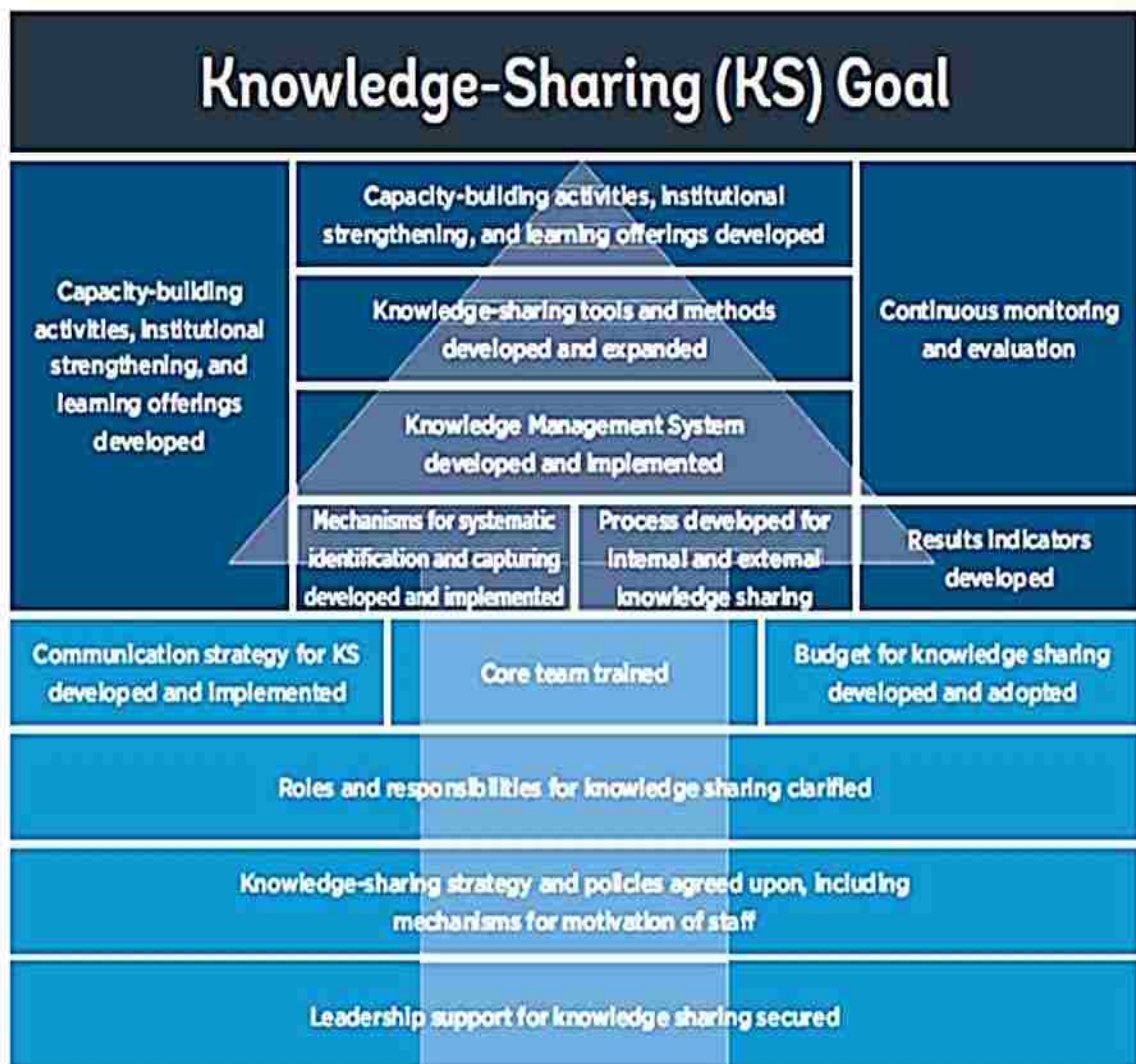 Knowledge-Sharing (KS) Goal
Capacity-building
activities, institutional
strengthening, and
learning offerings
developed
Capacity-building activities, institutional
strengthening, and learning offerings developed
Knowledge-sharing tools and methods
developed and expanded
Knowledge Management System
developed and implemented
Continuous monitoring
and evaluation
Mechanisms for systematic
identification and capturing
developed and implemented
Process developed for
internal and external
knowledge sharing
Results indicators
developed
Communication strategy for KS
developed and implemented
Core team trained
Budget for knowledge sharing
developed and adopted
Roles and responsibilities for knowledge sharing clarified
Knowledge-sharing strategy and policies agreed upon, including
mechanisms for motivation of staff
Leadership support for knowledge sharing secured